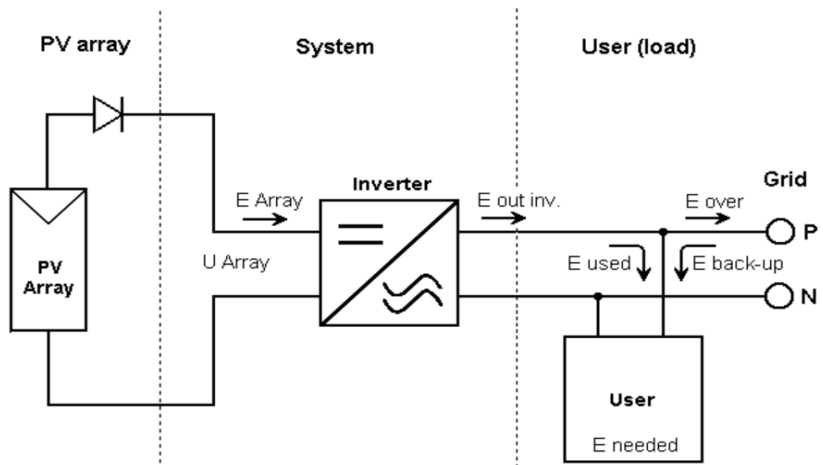 PV array
System
User (load)
E Array
Inverter
E out inv.
E over
Grid
P
PV
Array
U Array
E used
E back-up
N
User
E needed